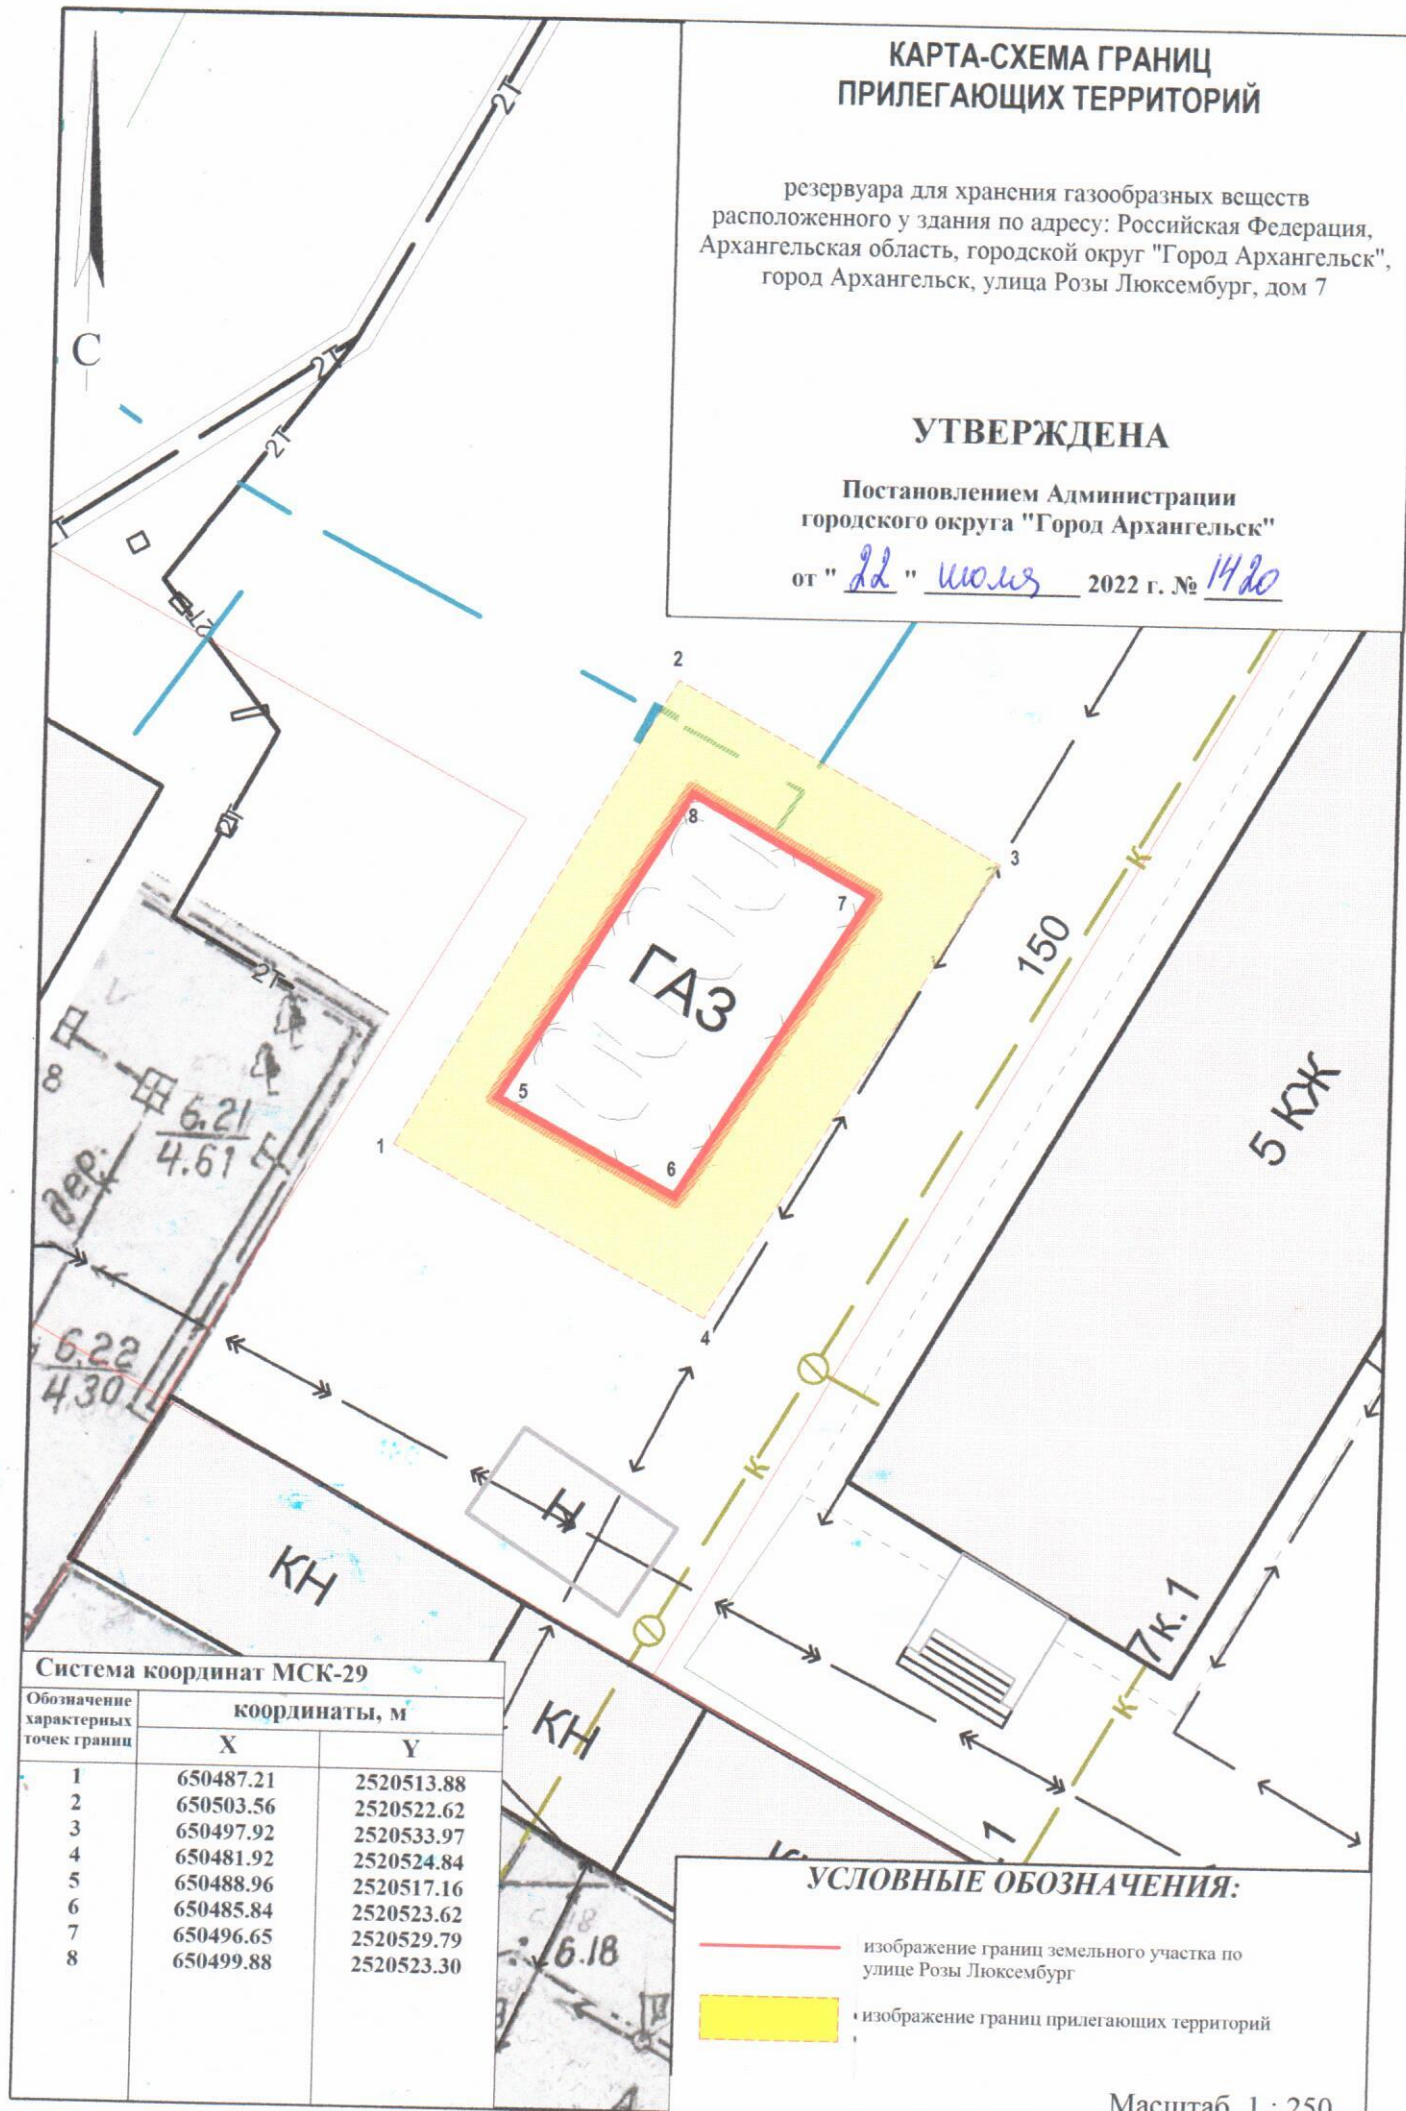 КАРТА-СХЕМА ГРАНИЦ
ПРИЛЕГАЮЩИХ ТЕРРИТОРИЙ
резервуара для хранения газообразных веществ
расположенного у здания по адресу: Российская Федерация,
Архангельская область, городской округ "Город Архангельск",
город Архангельск, улица Розы Люксембург, дом 7
УТВЕРЖДЕНА
Постановлением Администрации
городского округа "Город Архангельск"
от " 22 " июля 2022 г. № 1420
С
2Т
2Т
2Т
2Т
2Т
2Т
2
8
3
7
ГАЗ
150
К
5
1
6
4
5 КЖ
8
6.21
4.61
дер.
6.22
4.30
К
Н
КН
7к.1
К
КН
1
6.18
Система координат МСК-29
Обозначение характерных точек границ
координаты, м
X Y
1 650487.21 2520513.88
2 650503.56 2520522.62
3 650497.92 2520533.97
4 650481.92 2520524.84
5 650488.96 2520517.16
6 650485.84 2520523.62
7 650496.65 2520529.79
8 650499.88 2520523.30
УСЛОВНЫЕ ОБОЗНАЧЕНИЯ:
изображение границ земельного участка по
улице Розы Люксембург
изображение границ прилегающих территорий
Масштаб 1 : 250